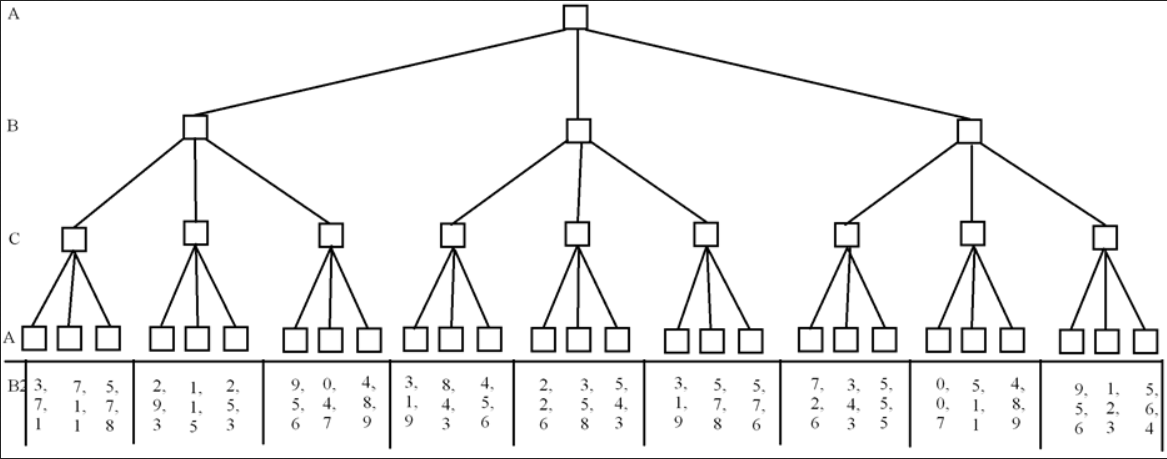 A
B
C
A
B2 3, 7, 5, 2, 1, 2, 9, 0, 4, 3, 8, 4, 2, 3, 5, 3, 5, 5, 7, 3, 5, 0, 5, 4, 9, 1, 5,
7, 1, 7, 9, 1, 5, 5, 4, 8, 1, 4, 5, 2, 5, 4, 1, 7, 7, 2, 4, 5, 0, 1, 8, 5, 2, 6,
1 1 8 3 5 3 6 7 9 9 3 6 6 8 3 9 8 6 6 3 5 7 1 9 6 3 4